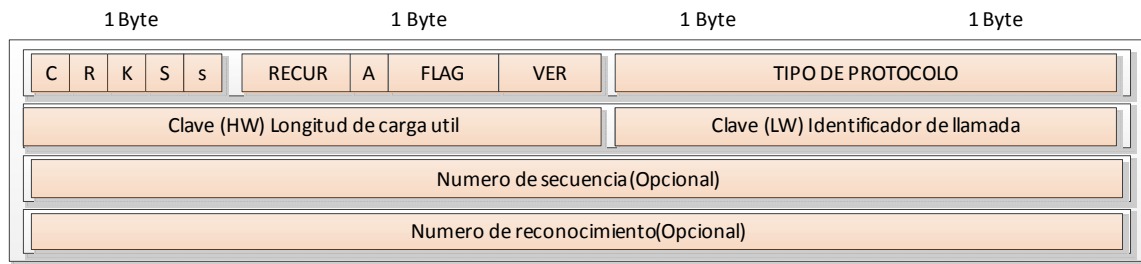 1 Byte 1 Byte 1 Byte 1 Byte
C R K S s RECUR A FLAG VER TIPO DE PROTOCOLO
Clave (HW) Longitud de carga util Clave (LW) Identificador de llamada
Numero de secuencia(Opcional)
Numero de reconocimiento(Opcional)